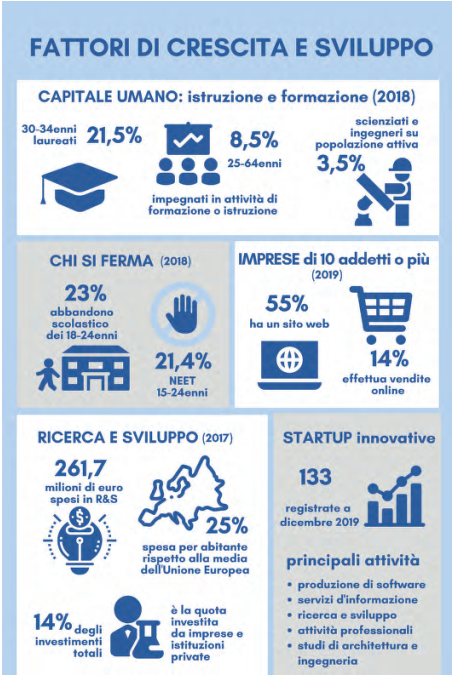 FATTORI DI CRESCITA E SVILUPPO
CAPITALE UMANO: istruzione e formazione (2018)
30-34enni
laureati
21,5%
8,5%
25-64enni
impegnati in attività di
formazione o istruzione
scienziati e
ingegneri su
popolazione attiva
3,5%
CHI SI FERMA (2018)
23%
abbandono
scolastico
dei 18-24enni
21,4%
NEET
15-24enni
IMPRESE di 10 addetti o più
(2019)
55%
ha un sito web
14%
effettua vendite
online
RICERCA E SVILUPPO (2017)
261,7
milioni di euro
spesi in R&S
25%
spesa per abitante
rispetto alla media
dell'Unione Europea
14% degli
investimenti
totali
è la quota
investita
da imprese e
istituzioni
private
STARTUP innovative
133
registrate a
dicembre 2019
principali attività
• produzione di software
• servizi d'informazione
• ricerca e sviluppo
• attività professionali
• studi di architettura e
ingegneria